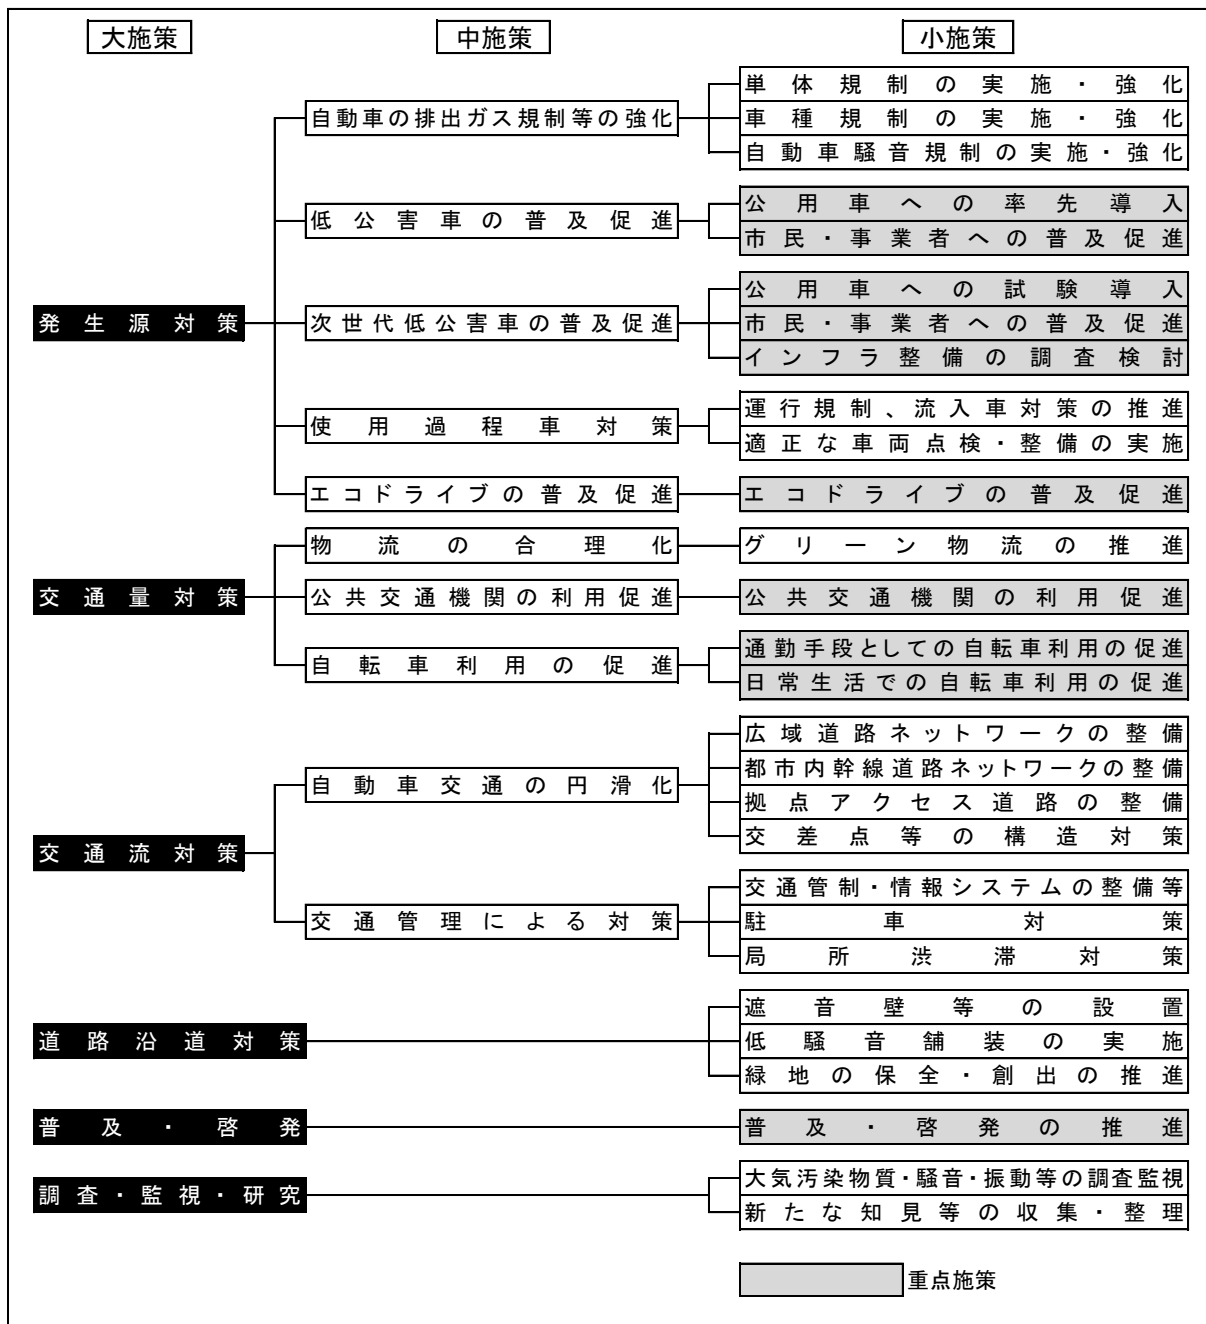 大施策 中施策 小施策
発生源対策
自動車の排出ガス規制等の強化
単体規制の実施・強化
車種規制の実施・強化
自動車騒音規制の実施・強化
低公害車の普及促進
公用車への率先導入
市民・事業者への普及促進
次世代低公害車の普及促進
公用車への試験導入
市民・事業者への普及促進
インフラ整備の調査検討
使用過程車対策
運行規制、流入車対策の推進
適正な車両点検・整備の実施
エコドライブの普及促進
エコドライブの普及促進
交通量対策
物流の合理化
グリーン物流の推進
公共交通機関の利用促進
公共交通機関の利用促進
自転車利用の促進
通勤手段としての自転車利用の促進
日常生活での自転車利用の促進
交通流対策
自動車交通の円滑化
広域道路ネットワークの整備
都市内幹線道路ネットワークの整備
拠点アクセス道路の整備
交差点等の構造対策
交通管理による対策
交通管制・情報システムの整備等
駐車対策
局所渋滞対策
道路沿道対策
遮音壁等の設置
低騒音舗装の実施
緑地の保全・創出の推進
普及・啓発
普及・啓発の推進
調査・監視・研究
大気汚染物質・騒音・振動等の調査監視
新たな知見等の収集・整理
重点施策